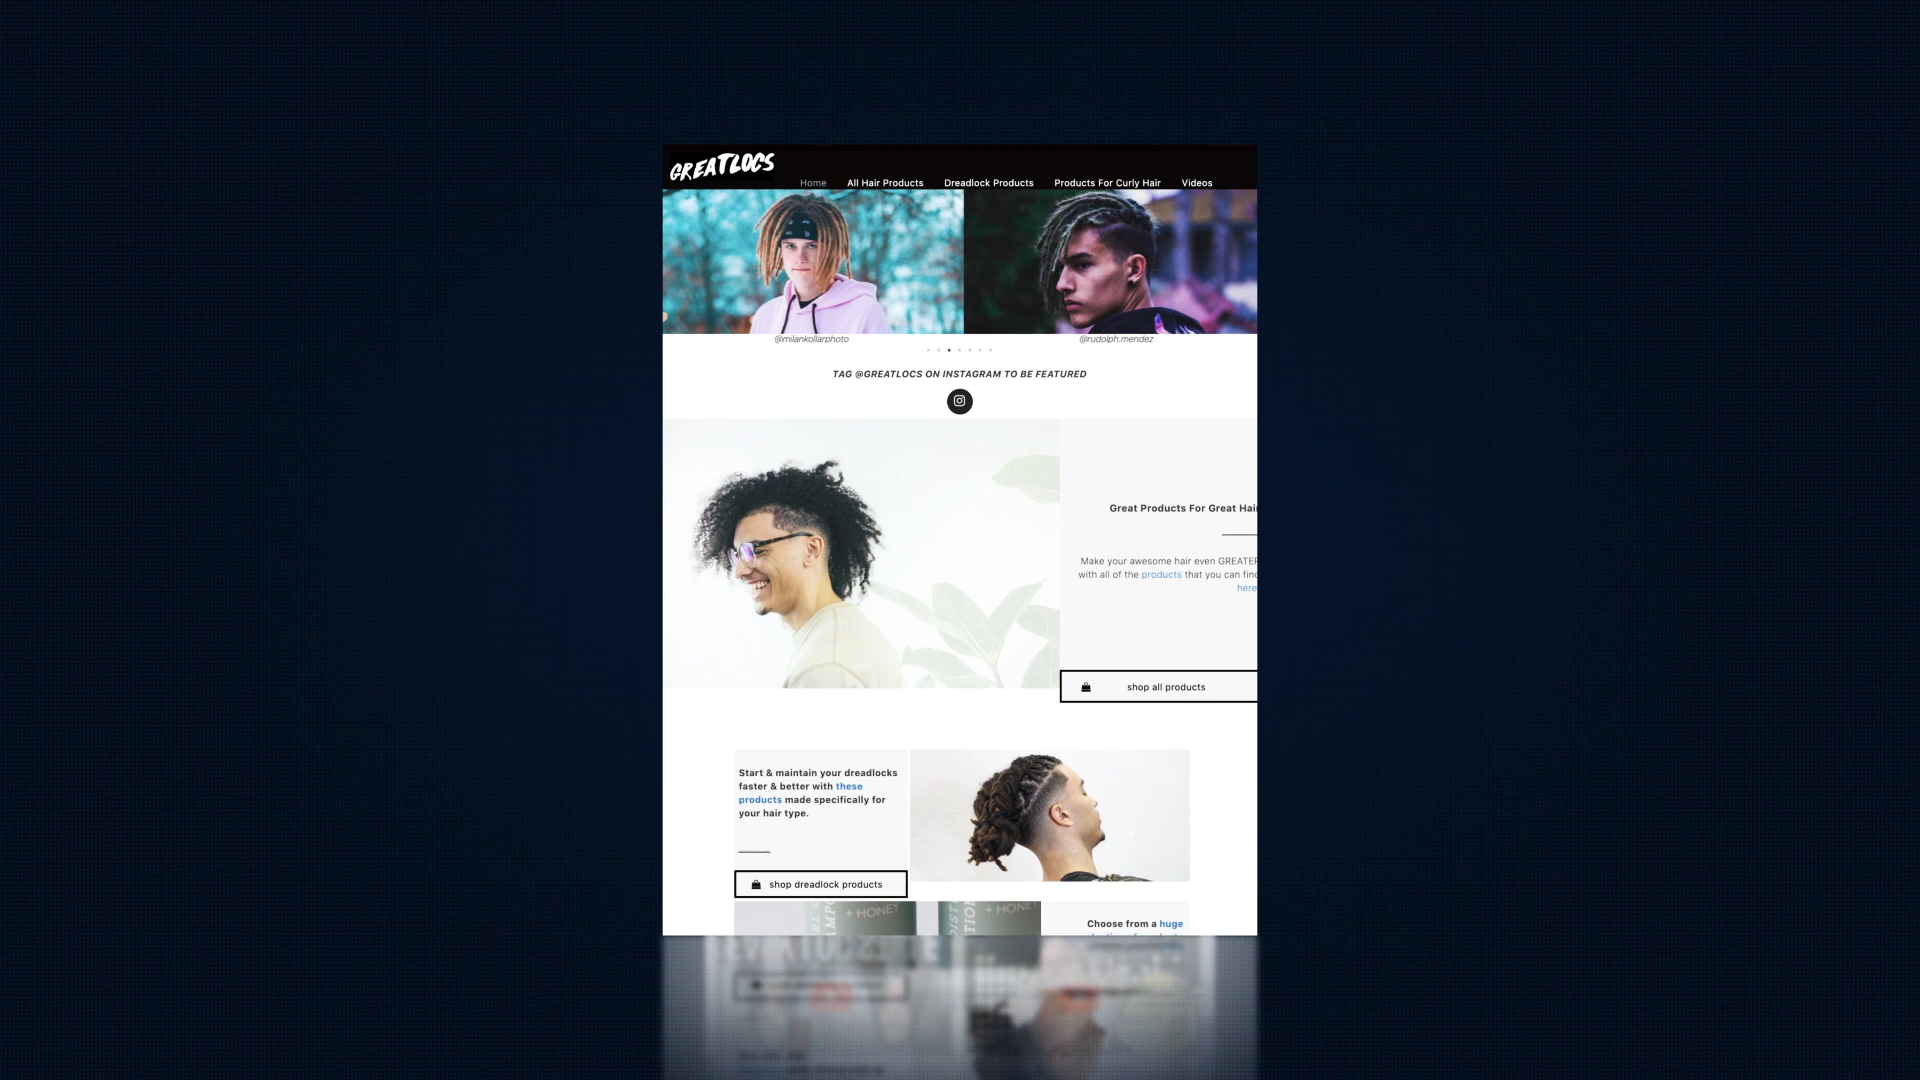 GREATLOCS
Home All Hair Products Dreadlock Products Products For Curly Hair Videos
@milankollarphoto @rudolph.mendez
TAG @GREATLOCS ON INSTAGRAM TO BE FEATURED
Great Products For Great Hair
Make your awesome hair even GREATER
with all of the products that you can find
here
shop all products
Start & maintain your dreadlocks
faster & better with these
products made specifically for
your hair type.
shop dreadlock products
+ HONEY + HONEY
Choose from a huge